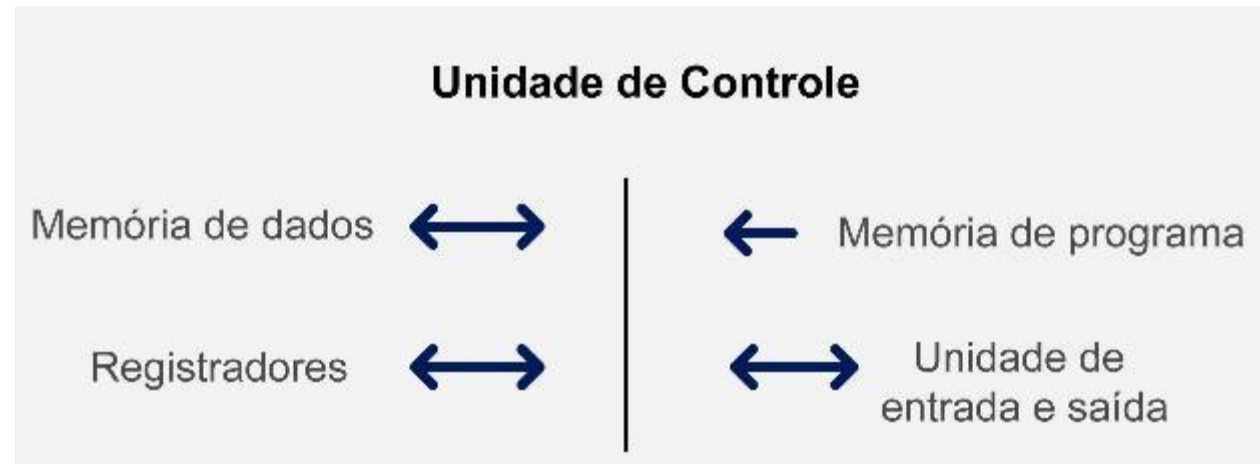 Unidade de Controle
Memória de dados
Memória de programa
Registradores
Unidade de
entrada e saída